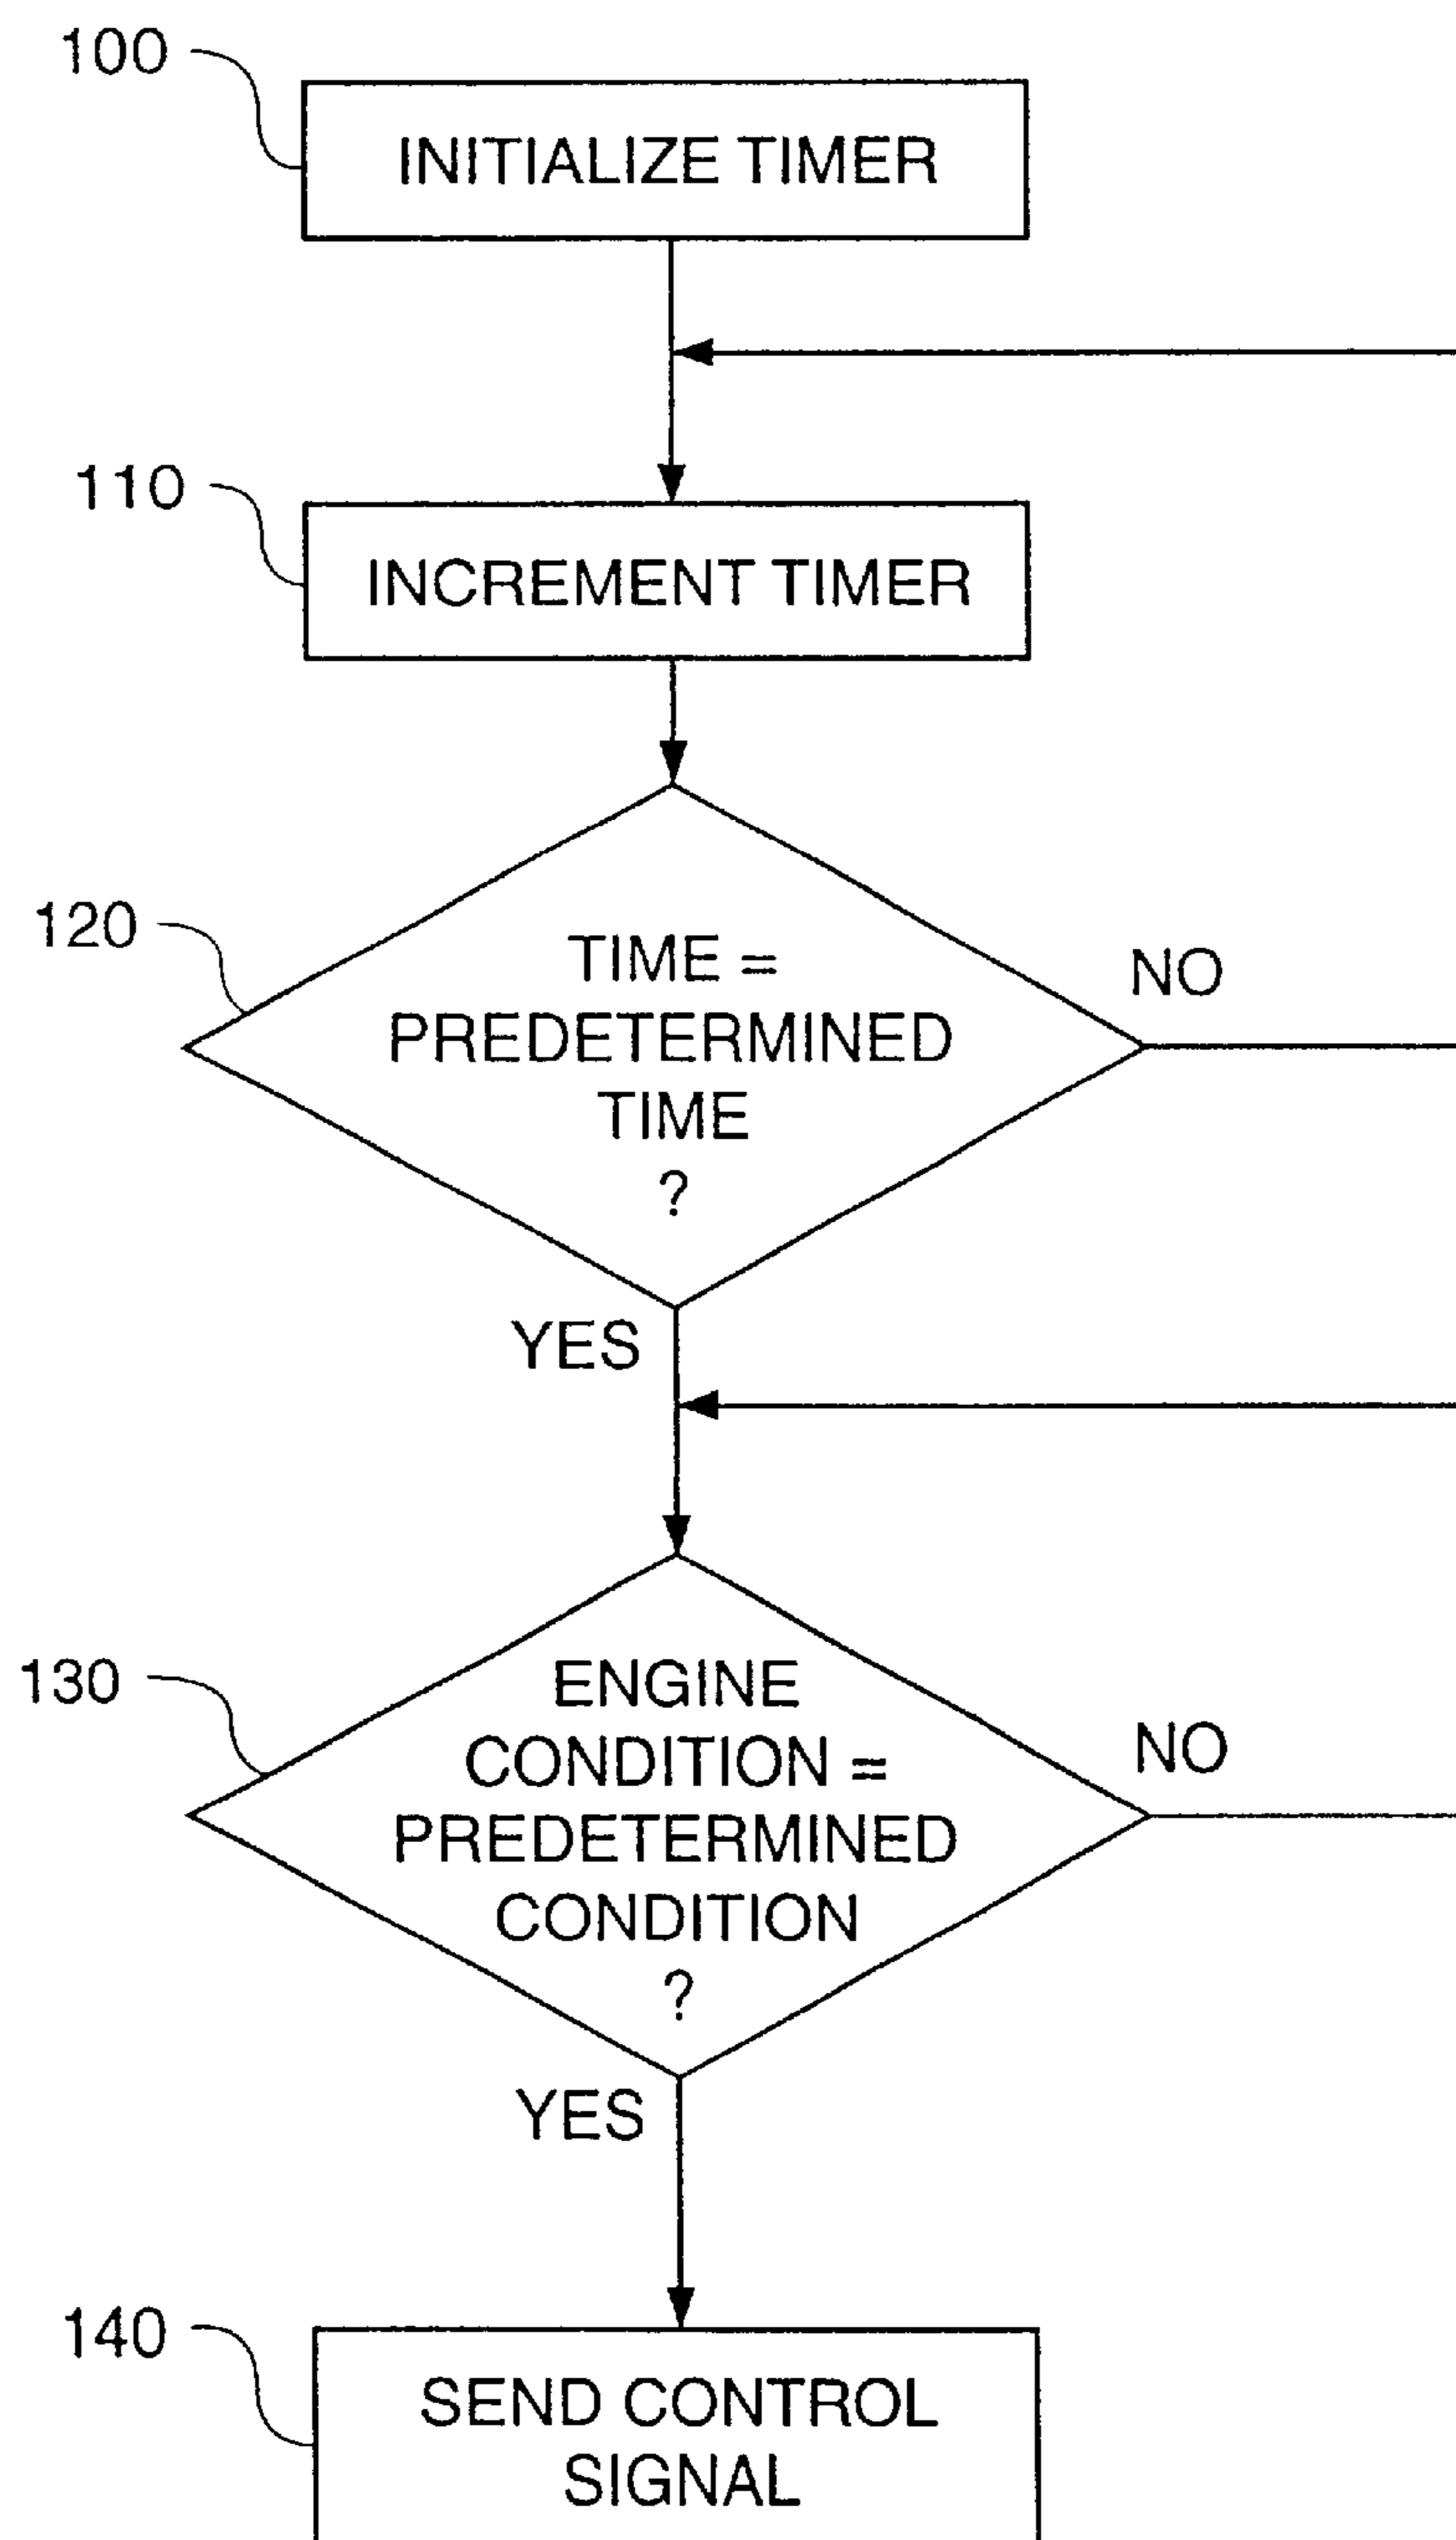 100
INITIALIZE TIMER
110
INCREMENT TIMER
120
TIME =
PREDETERMINED
TIME
?
NO
YES
130
ENGINE
CONDITION =
PREDETERMINED
CONDITION
?
NO
YES
140
SEND CONTROL
SIGNAL